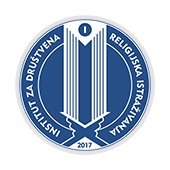 INSTITUT ZA DRUŠTVENA
I
RELIGIJSKA ISTRAŽIVANJA
2017